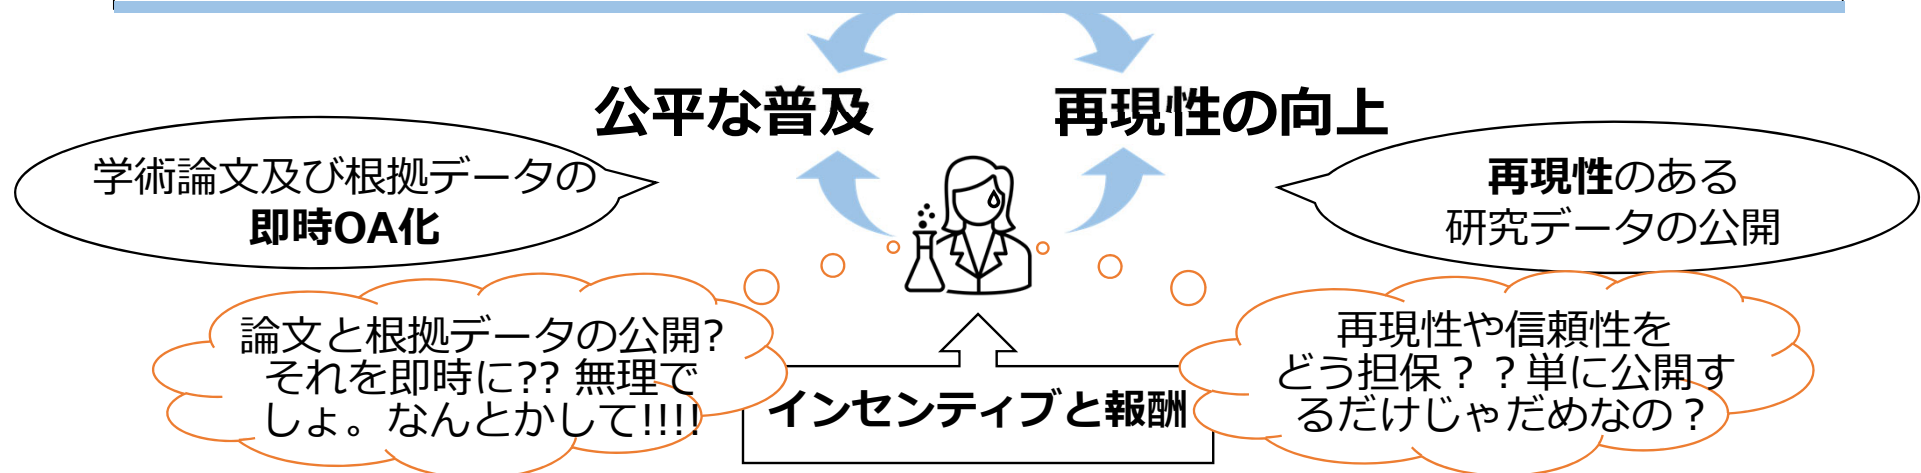 公平な普及
再現性の向上
学術論文及び根拠データの
即時OA化
再現性のある
研究データの公開
論文と根拠データの公開?
それを即時に?? 無理で
しょ。なんとかして!!!!
インセンティブと報酬
再現性や信頼性を
どう担保？？単に公開す
るだけじゃだめなの？